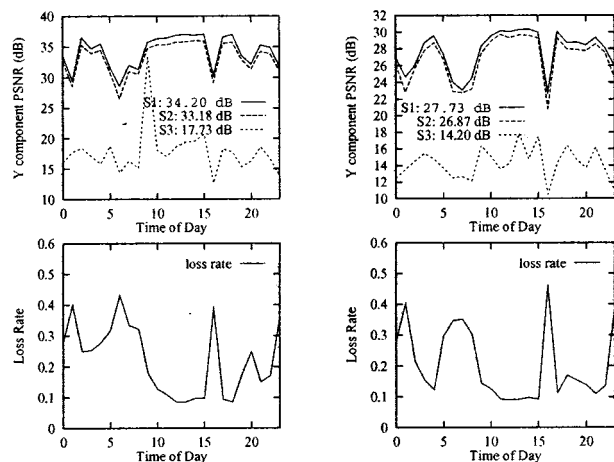 Y component PSNR (dB)
40
35
30
25
20
15
10
S1: 34.20 dB
S2: 33.18 dB
S3: 17.73 dB
0 5 10 15 20
Time of Day
Y component PSNR (dB)
32
30
28
26
24
22
20
18
16
14
12
10
S1: 27.73 dB
S2: 26.87 dB
S3: 14.20 dB
0 5 10 15 20
Time of Day
Loss Rate
0.6
0.5
0.4
0.3
0.2
0.1
0
loss rate
0 5 10 15 20
Time of Day
Loss Rate
0.6
0.5
0.4
0.3
0.2
0.1
0
loss rate
0 5 10 15 20
Time of Day